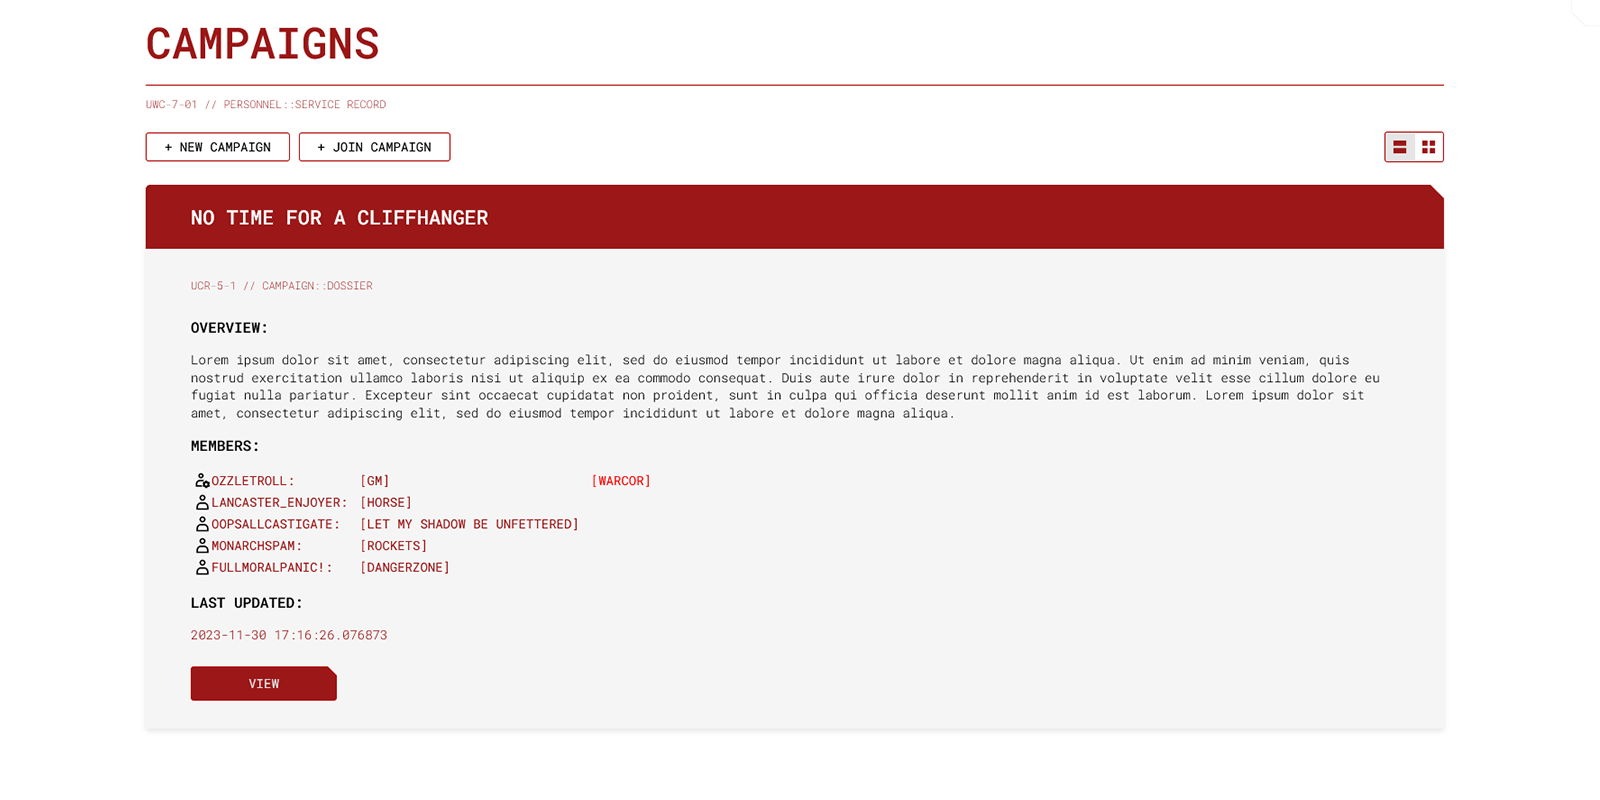 CAMPAIGNS
UWC-7-01 // PERSONNEL::SERVICE RECORD
+ NEW CAMPAIGN
+ JOIN CAMPAIGN
NO TIME FOR A CLIFFHANGER
UCR-5-1 // CAMPAIGN::DOSSIER
OVERVIEW:
Lorem ipsum dolor sit amet, consectetur adipiscing elit, sed do eiusmod tempor incididunt ut labore et dolore magna aliqua. Ut enim ad minim veniam, quis
nostrud exercitation ullamco laboris nisi ut aliquip ex ea commodo consequat. Duis aute irure dolor in reprehenderit in voluptate velit esse cillum dolore eu
fugiat nulla pariatur. Excepteur sint occaecat cupidatat non proident, sunt in culpa qui officia deserunt mollit anim id est laborum. Lorem ipsum dolor sit
amet, consectetur adipiscing elit, sed do eiusmod tempor incididunt ut labore et dolore magna aliqua.
MEMBERS:
OZZLETROLL: [GM] [WARCOR]
LANCASTER_ENJOYER: [HORSE]
OOPSALLCASTIGATE: [LET MY SHADOW BE UNFETTERED]
MONARCHSPAM: [ROCKETS]
FULLMORALPANIC!: [DANGERZONE]
LAST UPDATED:
2023-11-30 17:16:26.076873
VIEW